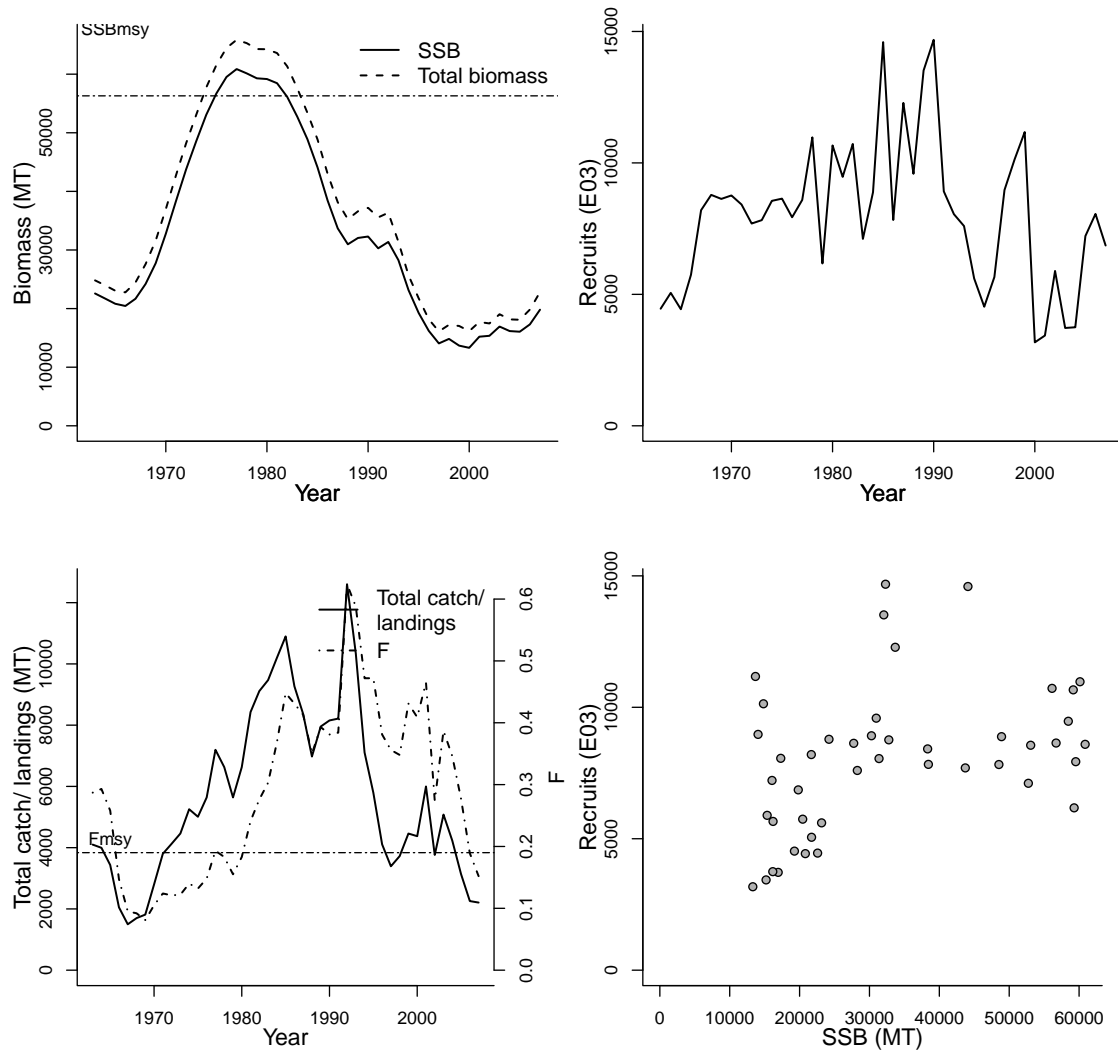 SSBmsy
SSB
Total biomass
Biomass (MT)
0
10000
30000
50000
1970
1980
1990
2000
Year
Recruits (E03)
0
5000
10000
15000
1970
1980
1990
2000
Year
Total catch/
landings
F
Fmsy
Total catch/ landings (MT)
0
2000
4000
6000
8000
10000
0.0
0.1
0.2
0.3
0.4
0.5
0.6
F
1970
1980
1990
2000
Year
Recruits (E03)
0
5000
10000
15000
0
10000
20000
30000
40000
50000
60000
SSB (MT)